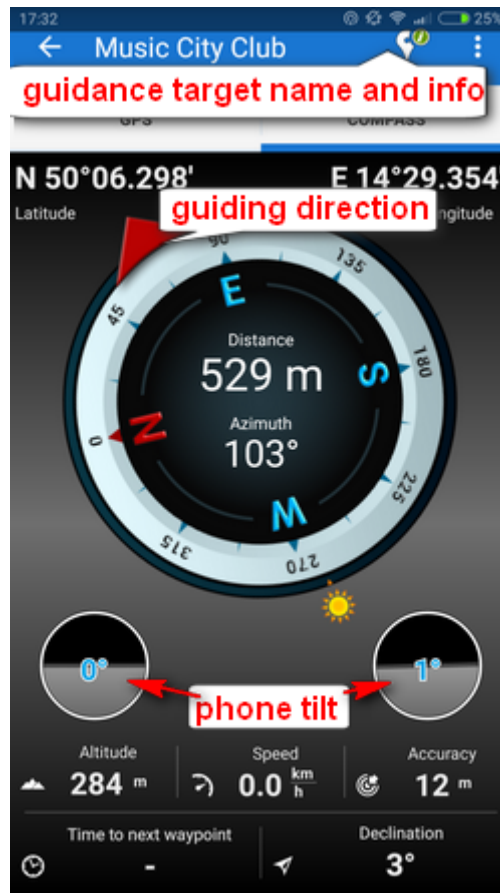 17:32 25%
Music City Club
guidance target name and info
GPS COMPASS
N 50°06.298' E 14°29.354'
Latitude
guiding direction
45 90 135 180 225 270 315 0
E
S
W
N
Distance
529 m
Azimuth
103°
0° 1°
phone tilt
Altitude Speed Accuracy
284 m 0.0 km/h 12 m
Time to next waypoint Declination
- 3°